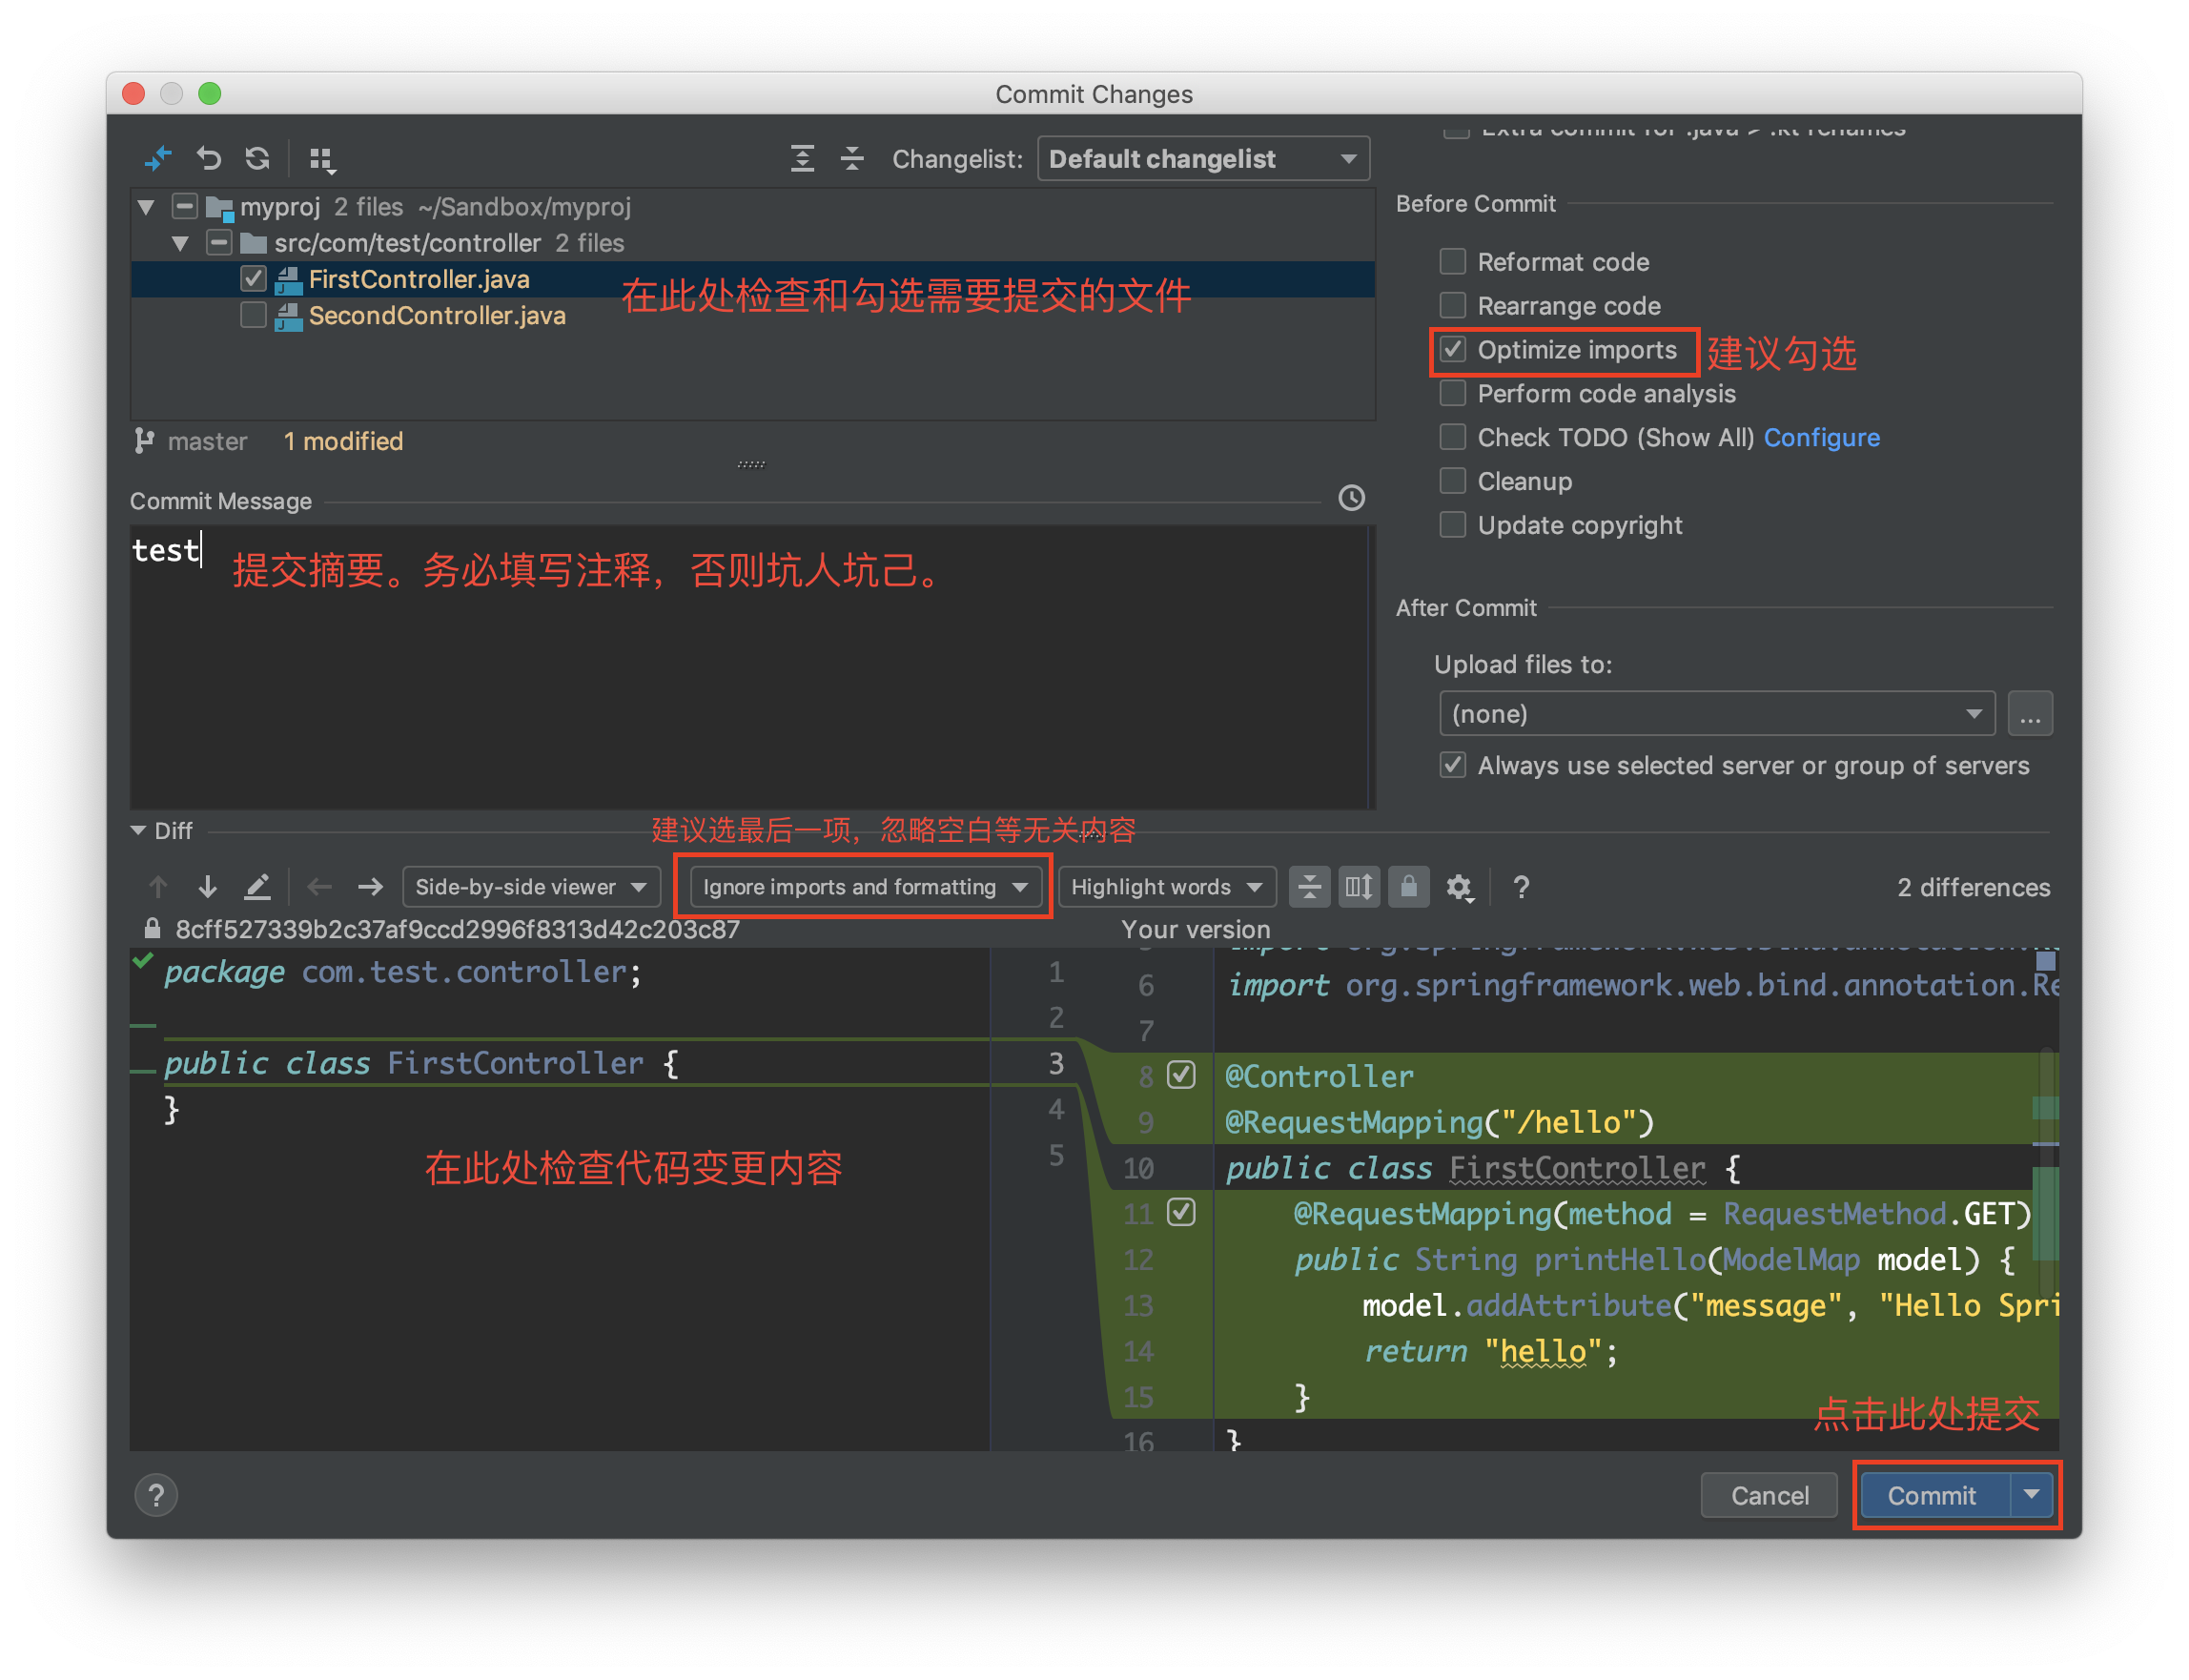 Commit Changes
Changelist: Default changelist
Extra commit for .java > .kt renames
myproj 2 files ~/Sandbox/myproj
src/com/test/controller 2 files
FirstController.java
在此处检查和勾选需要提交的文件
SecondController.java
master 1 modified
Commit Message
test
提交摘要。务必填写注释，否则坑人坑己。
Before Commit
Reformat code
Rearrange code
Optimize imports 建议勾选
Perform code analysis
Check TODO (Show All) Configure
Cleanup
Update copyright
After Commit
Upload files to:
(none) ...
Always use selected server or group of servers
Diff
建议选最后一项，忽略空白等无关内容
Side-by-side viewer Ignore imports and formatting Highlight words ? 2 differences
8cff527339b2c37af9ccd2996f8313d42c203c87
Your version
package com.test.controller; 1
2
public class FirstController { 3
} 4
5
在此处检查代码变更内容
6 import org.springframework.web.bind.annotation.Re
7
8 @Controller
9 @RequestMapping("/hello")
10 public class FirstController {
11 @RequestMapping(method = RequestMethod.GET)
12 public String printHello(ModelMap model) {
13 model.addAttribute("message", "Hello Spri
14 return "hello";
15 }
16 }
点击此处提交
? Cancel Commit